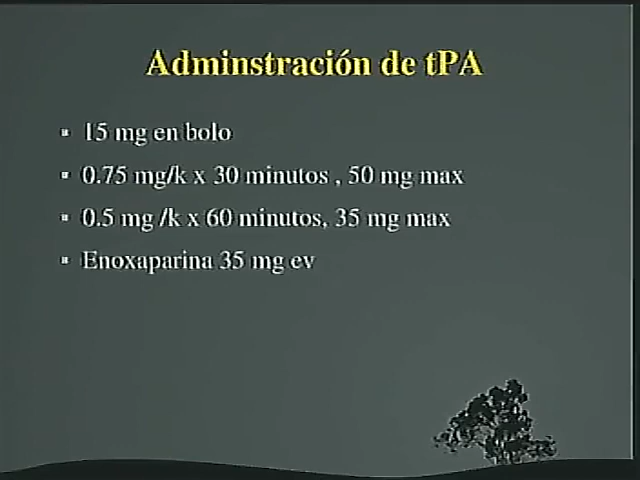 Adminstración de tPA
15 mg en bolo
0.75 mg/k x 30 minutos , 50 mg max
0.5 mg /k x 60 minutos, 35 mg max
Enoxaparina 35 mg ev